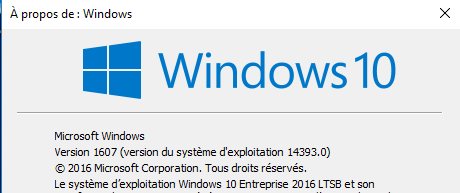 À propos de : Windows
Windows 10
Microsoft Windows
Version 1607 (version du système d'exploitation 14393.0)
© 2016 Microsoft Corporation. Tous droits réservés.
Le système d’exploitation Windows 10 Entreprise 2016 LTSB et son